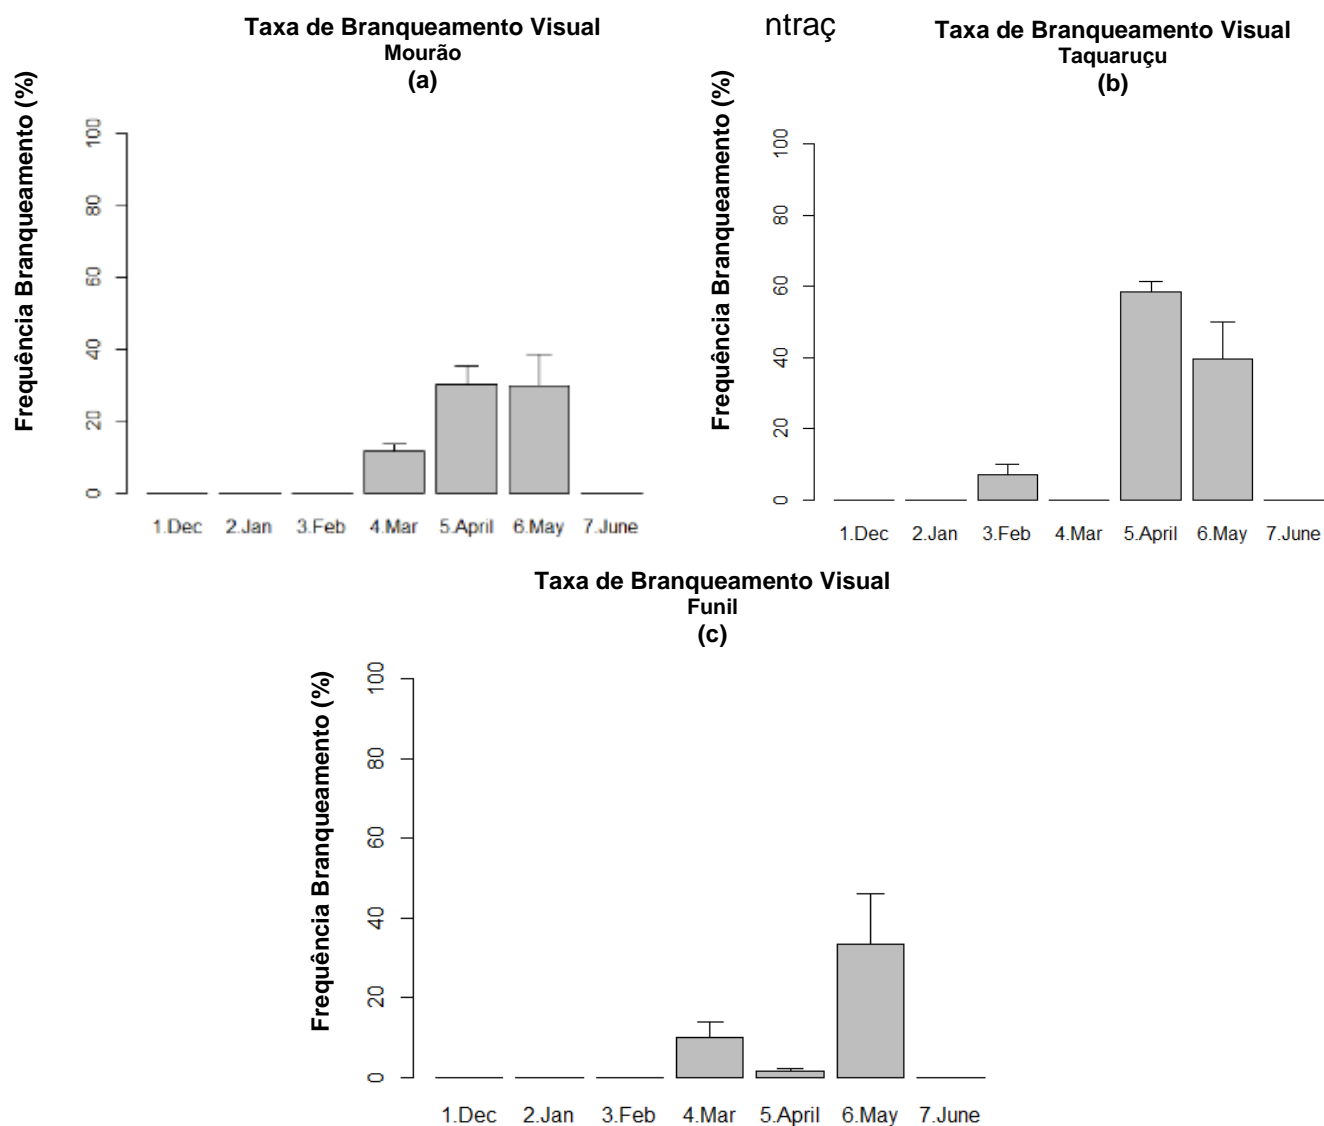 Taxa de Branqueamento Visual
Mourão
(a)
Frequência Branqueamento (%)
100
80
60
40
20
0
1.Dec 2.Jan 3.Feb 4.Mar 5.April 6.May 7.June
ntraç
Taxa de Branqueamento Visual
Taquaruçu
(b)
Frequência Branqueamento (%)
100
80
60
40
20
0
1.Dec 2.Jan 3.Feb 4.Mar 5.April 6.May 7.June
Taxa de Branqueamento Visual
Funil
(c)
Frequência Branqueamento (%)
100
80
60
40
20
0
1.Dec 2.Jan 3.Feb 4.Mar 5.April 6.May 7.June